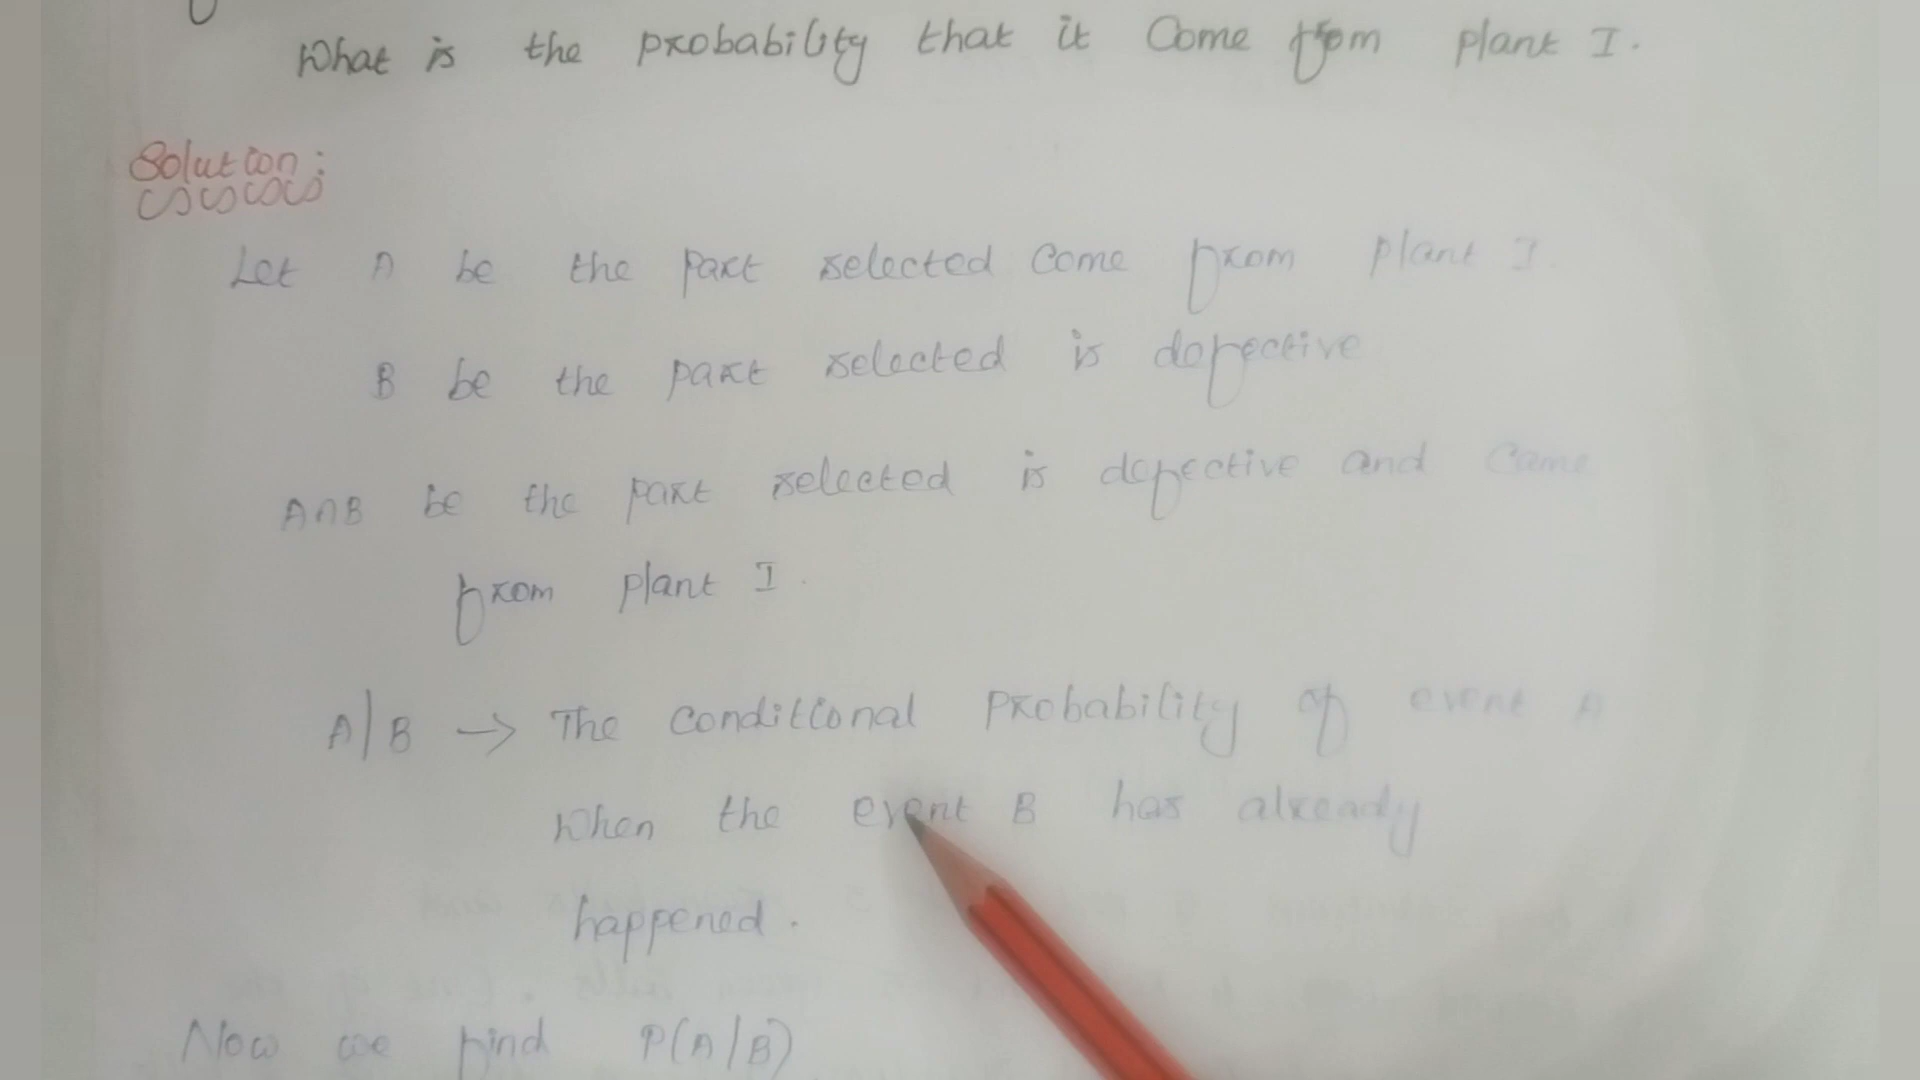 What is the probability that it Come from plant I.
Solution:
Let A be the part selected Come from plant I.
B be the part selected is defective
A∩B be the part selected is defective and Came
from plant I.
A|B → The conditional probability of event A
When the event B has already
happened.
Now we find P(A/B)